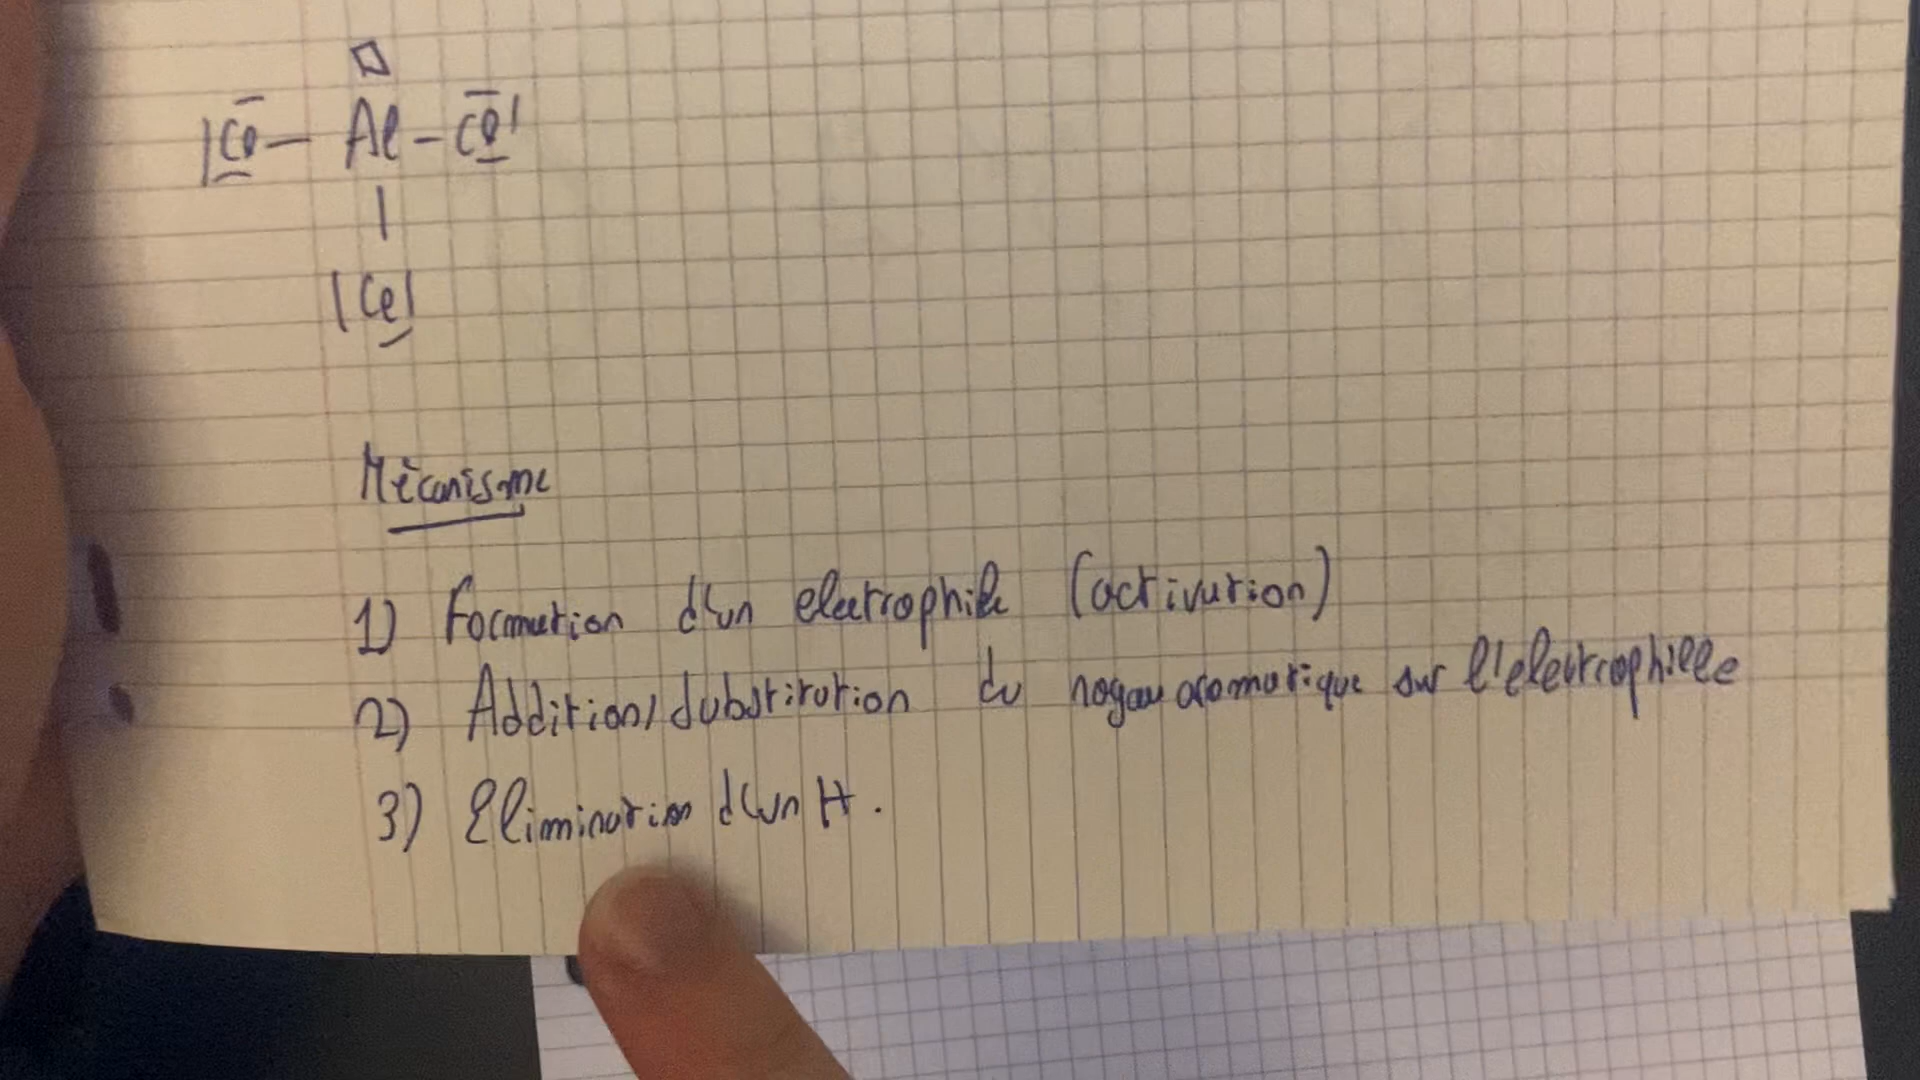 |Cl – Al – Cl|
|Cl|
Mécanisme
1) Formation d'un electrophile (activation)
2) Addition/substitution du noyau aromatique sur l'electrophille
3) Elimination d'un H.